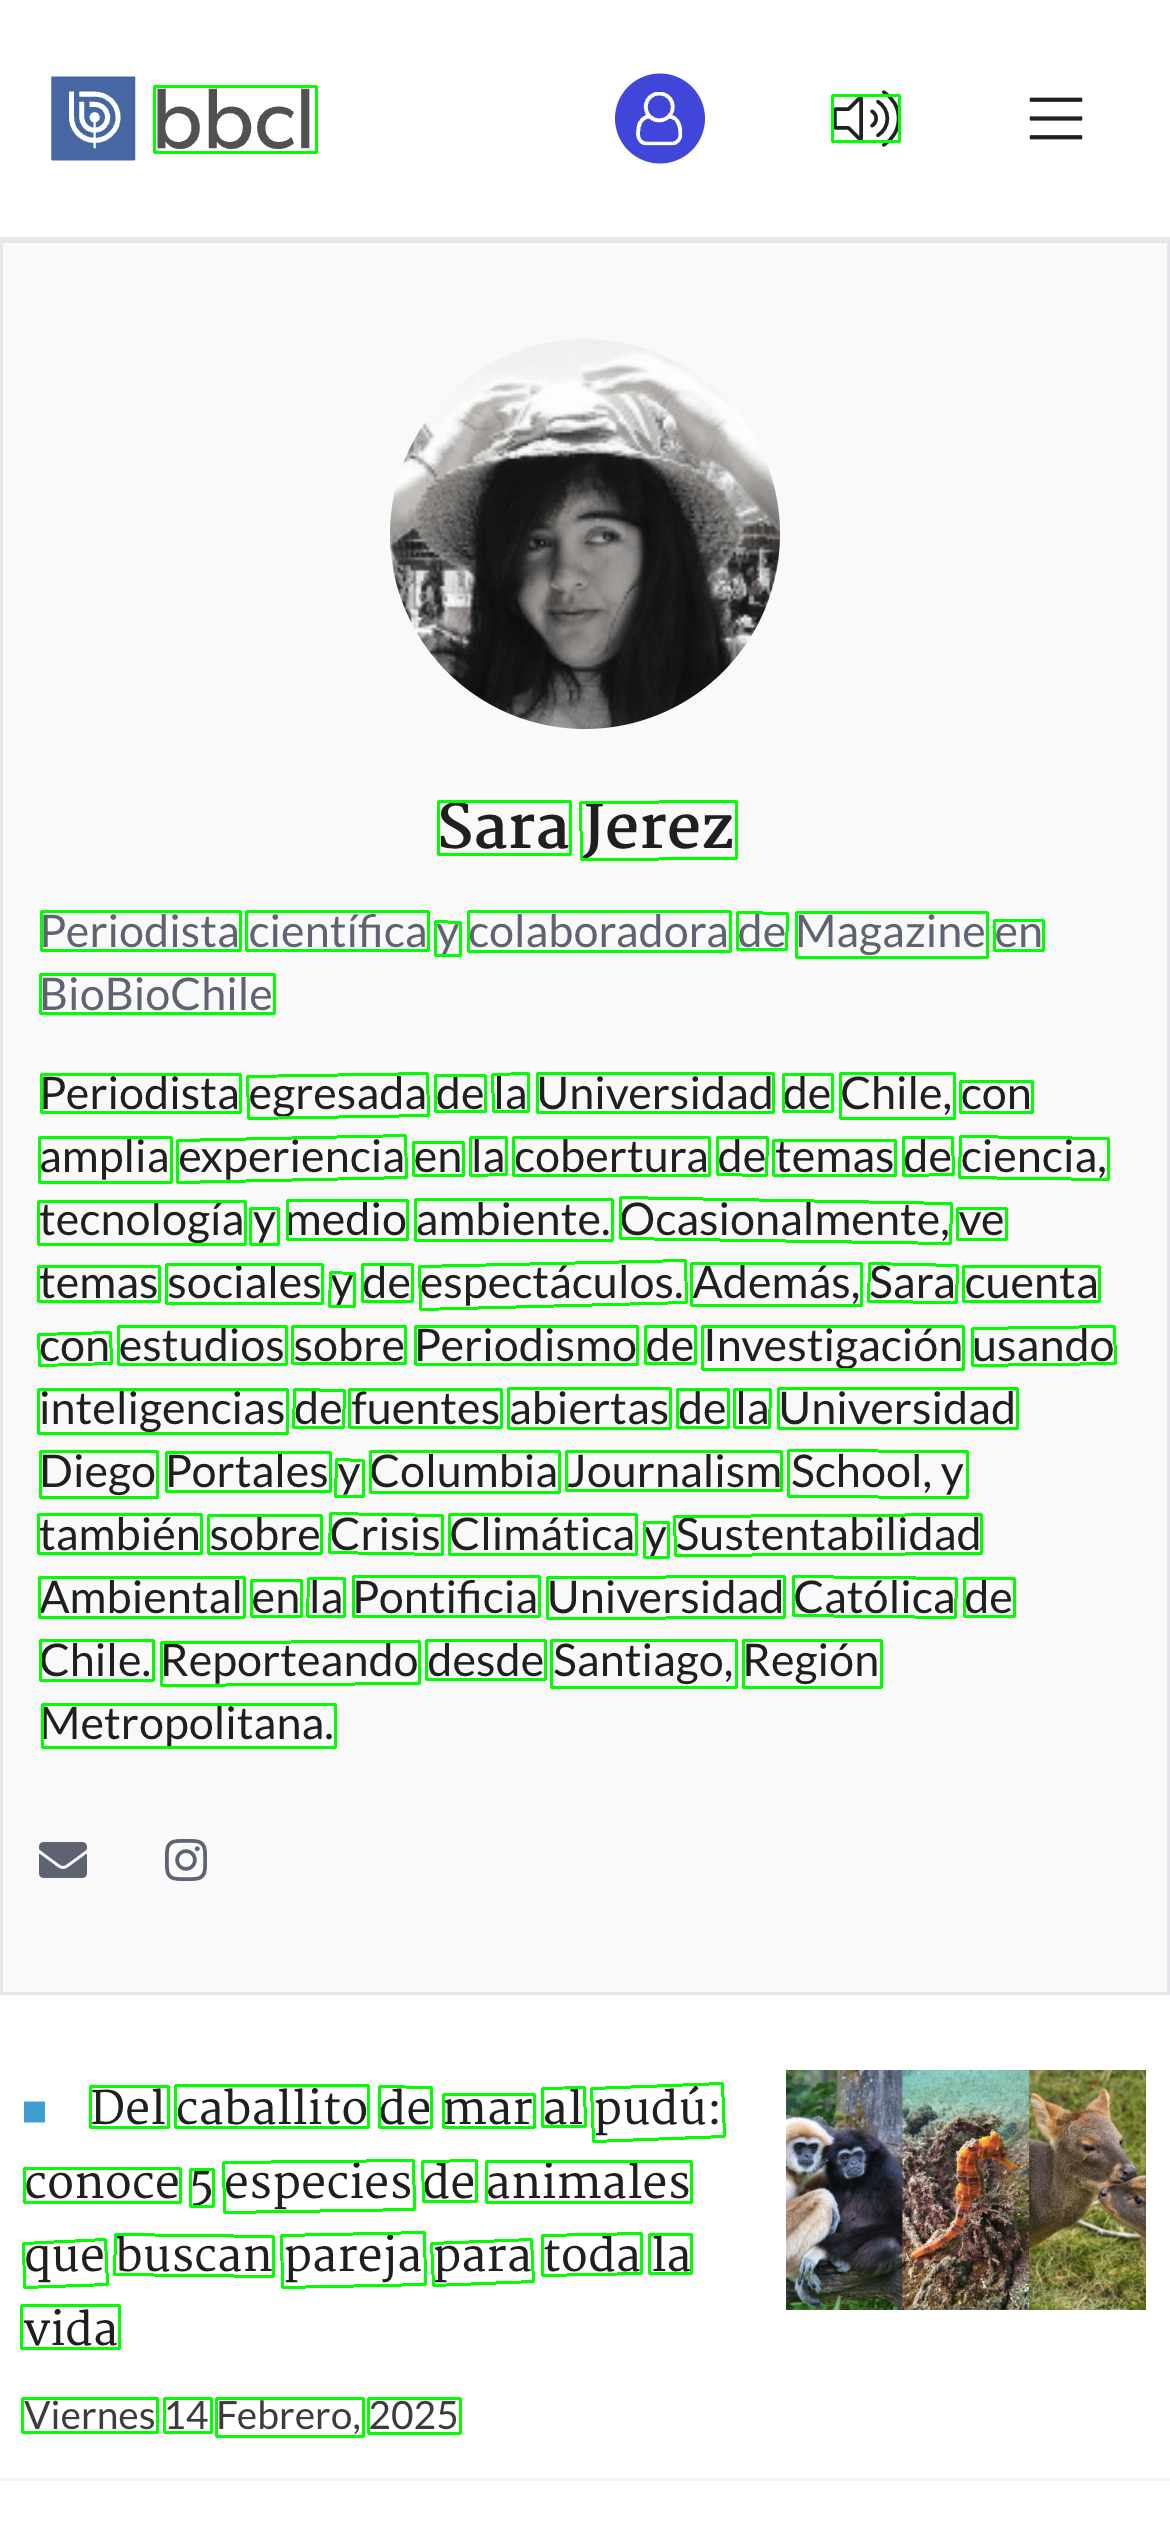 bbcl
Sara Jerez
Periodista científica y colaboradora de Magazine en
BioBioChile
Periodista egresada de la Universidad de Chile, con
amplia experiencia en la cobertura de temas de ciencia,
tecnología y medio ambiente. Ocasionalmente, ve
temas sociales y de espectáculos. Además, Sara cuenta
con estudios sobre Periodismo de Investigación usando
inteligencias de fuentes abiertas de la Universidad
Diego Portales y Columbia Journalism School, y
también sobre Crisis Climática y Sustentabilidad
Ambiental en la Pontificia Universidad Católica de
Chile. Reporteando desde Santiago, Región
Metropolitana.
Del caballito de mar al pudú:
conoce 5 especies de animales
que buscan pareja para toda la
vida
Viernes 14 Febrero, 2025